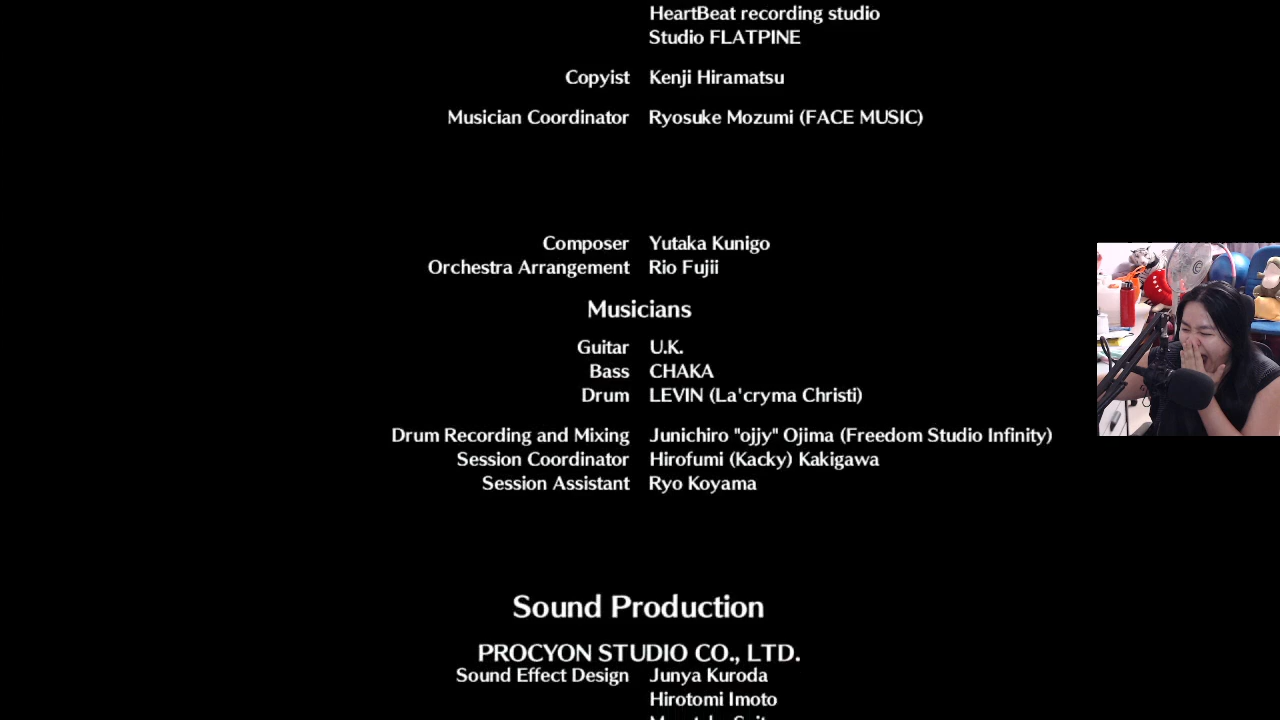 HeartBeat recording studio
Studio FLATPINE
Copyist Kenji Hiramatsu
Musician Coordinator Ryosuke Mozumi (FACE MUSIC)
Composer Yutaka Kunigo
Orchestra Arrangement Rio Fujii
Musicians
Guitar U.K.
Bass CHAKA
Drum LEVIN (La'cryma Christi)
Drum Recording and Mixing Junichiro "ojjy" Ojima (Freedom Studio Infinity)
Session Coordinator Hirofumi (Kacky) Kakigawa
Session Assistant Ryo Koyama
Sound Production
PROCYON STUDIO CO., LTD.
Sound Effect Design Junya Kuroda
Hirotomi Imoto